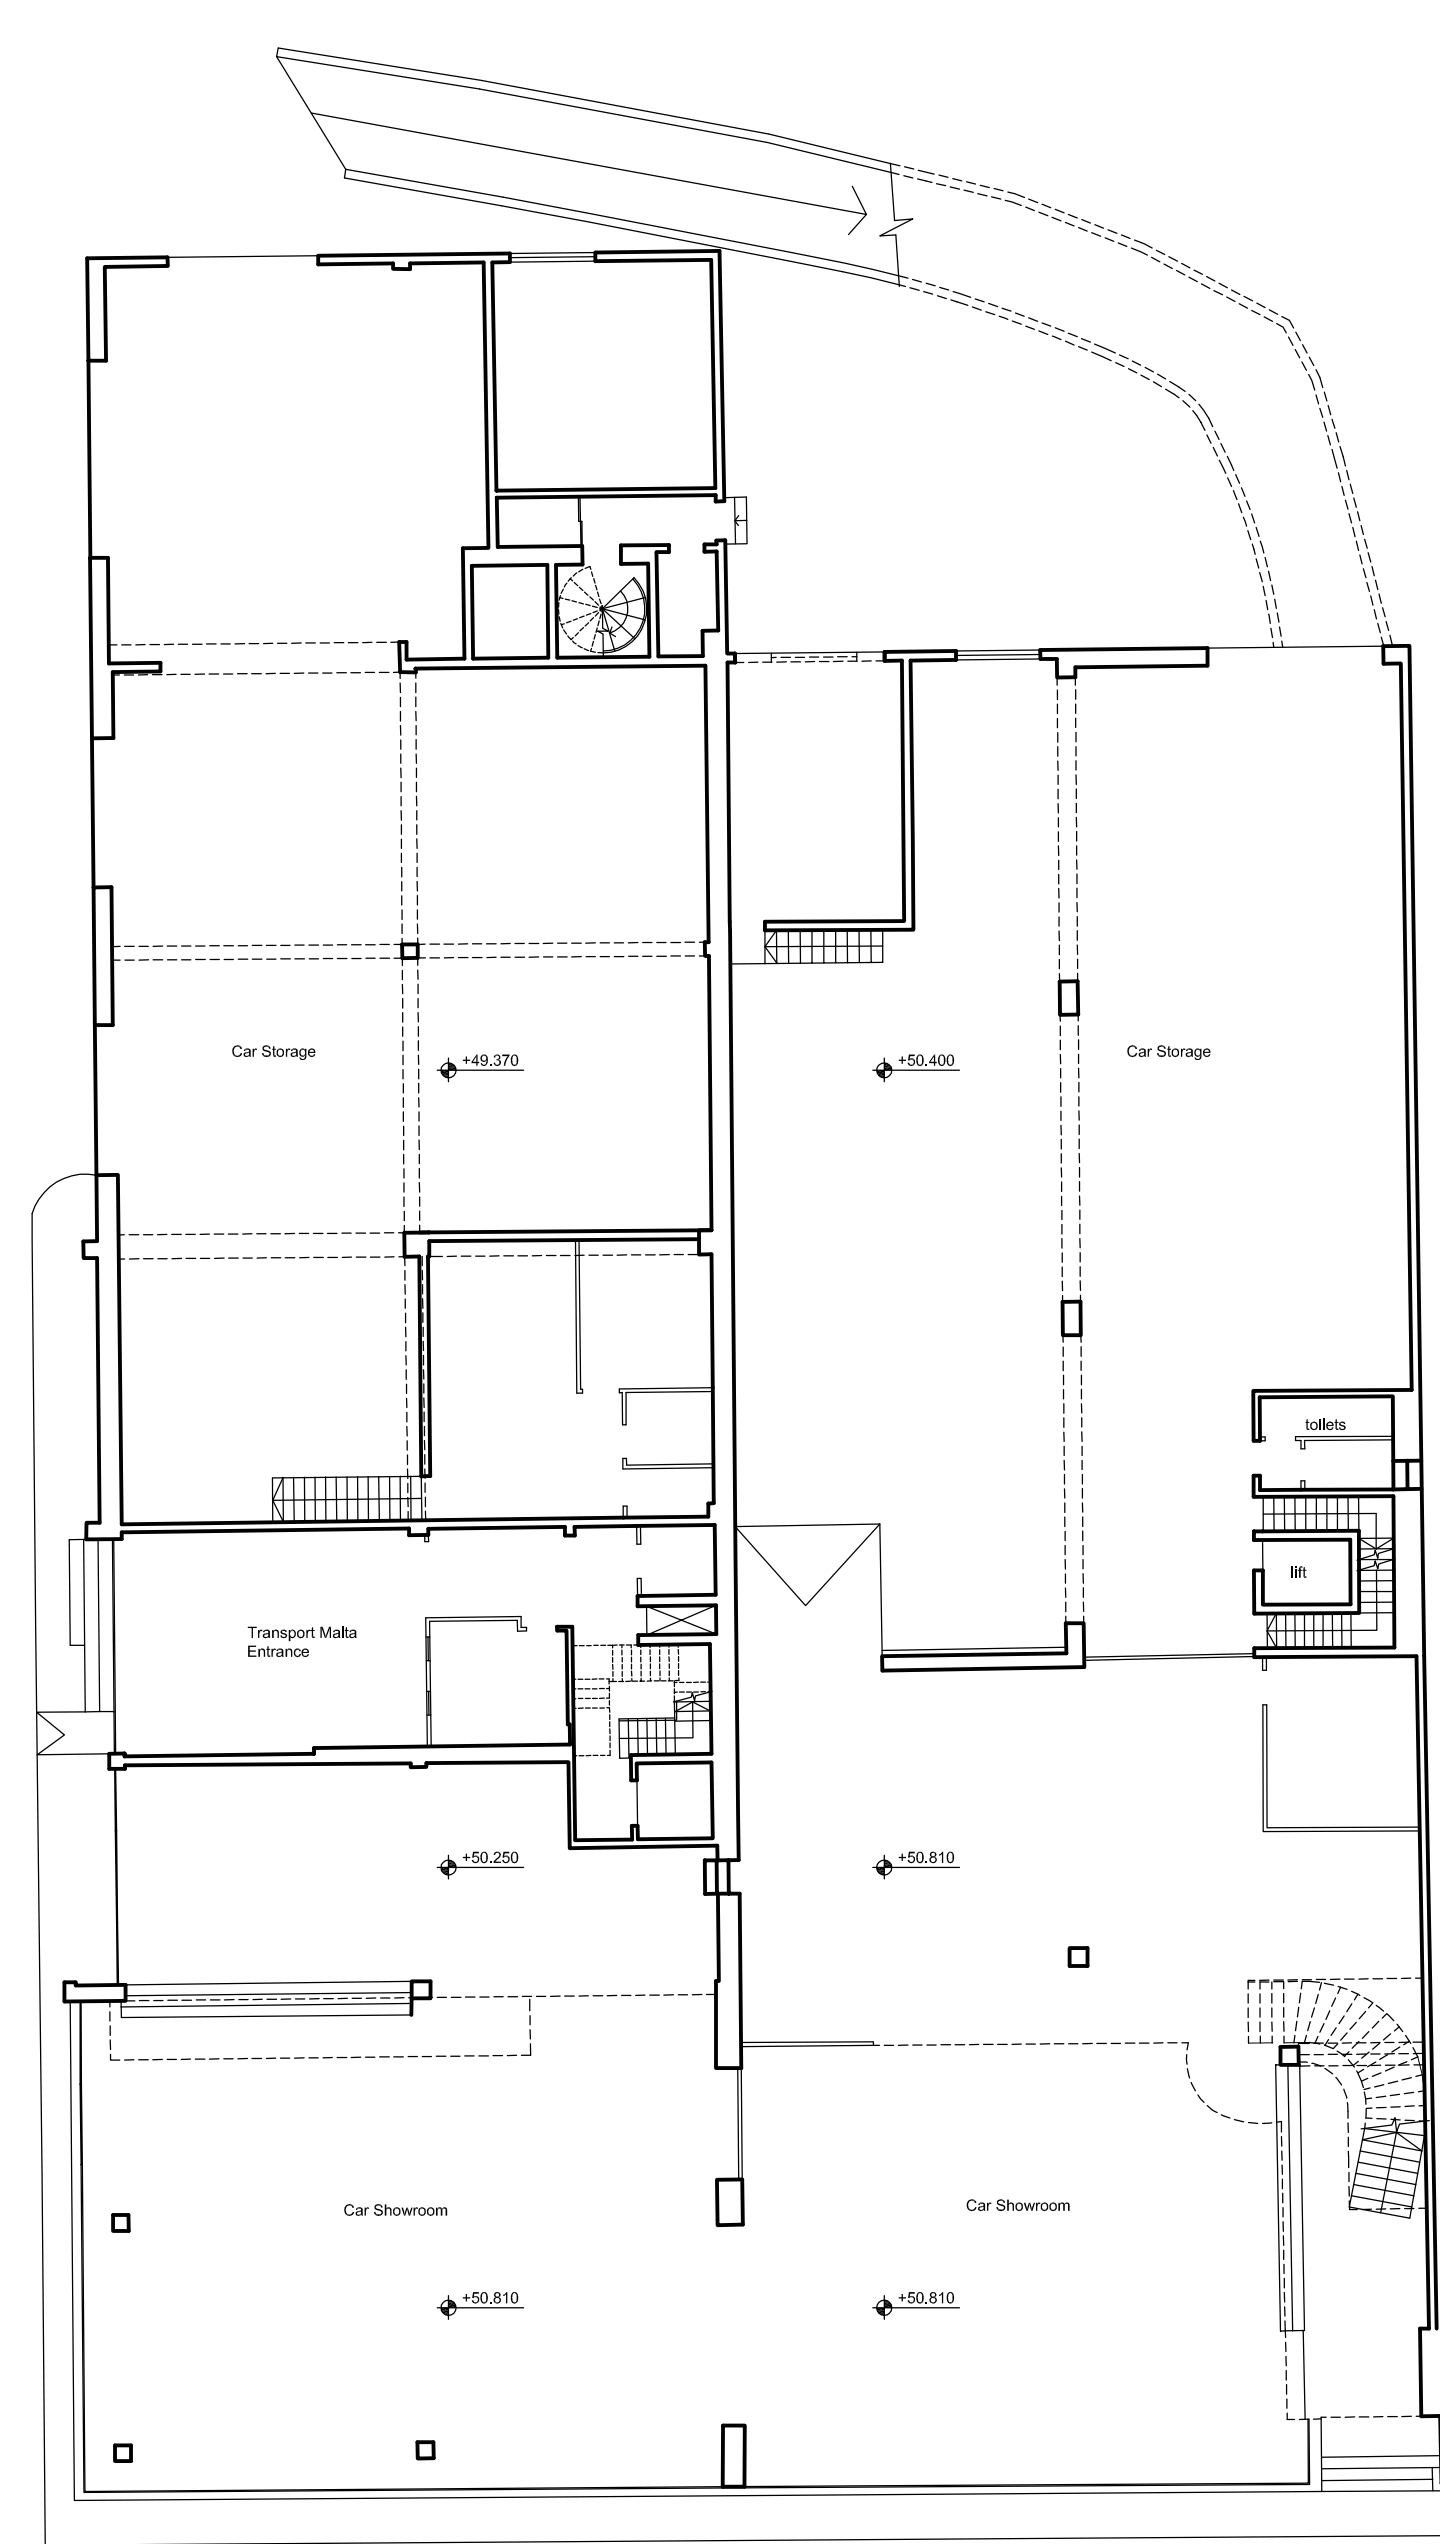 Car Storage
+49.370
+50.400
Car Storage
toilets
lift
Transport Malta
Entrance
+50.250
+50.810
Car Showroom
Car Showroom
+50.810
+50.810